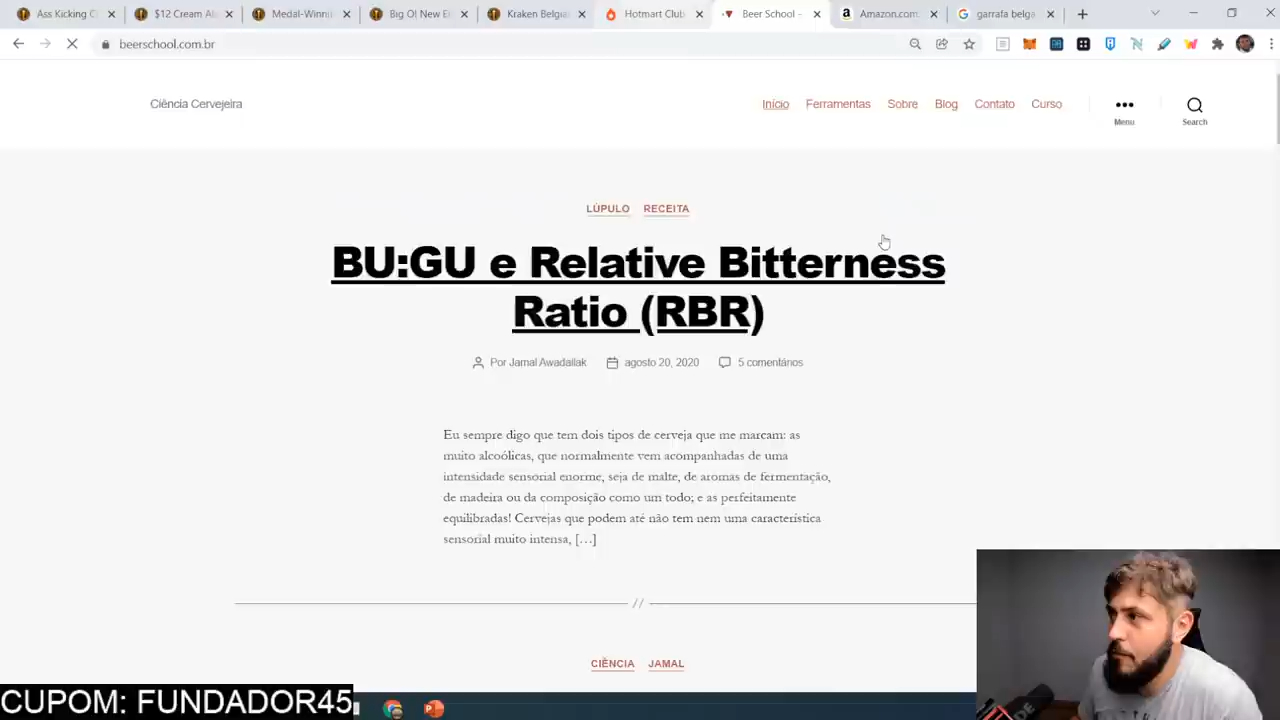 Ass Kicking C
$12 Cream Al
Medal-Winni
Big O! New E
Kraken Belgia
Hotmart Club
Beer School -
Amazon.com
garrafa belga
beerschool.com.br
Ciência Cervejeira
Início Ferramentas Sobre Blog Contato Curso
Menu
Search
LÚPULO RECEITA
BU:GU e Relative Bitterness
Ratio (RBR)
Por Jamal Awadallak agosto 20, 2020 5 comentários
Eu sempre digo que tem dois tipos de cerveja que me marcam: as
muito alcoólicas, que normalmente vem acompanhadas de uma
intensidade sensorial enorme, seja de malte, de aromas de fermentação,
de madeira ou da composição como um todo; e as perfeitamente
equilibradas! Cervejas que podem até não tem nem uma característica
sensorial muito intensa, […]
//
CIÊNCIA JAMAL
CUPOM: FUNDADOR45